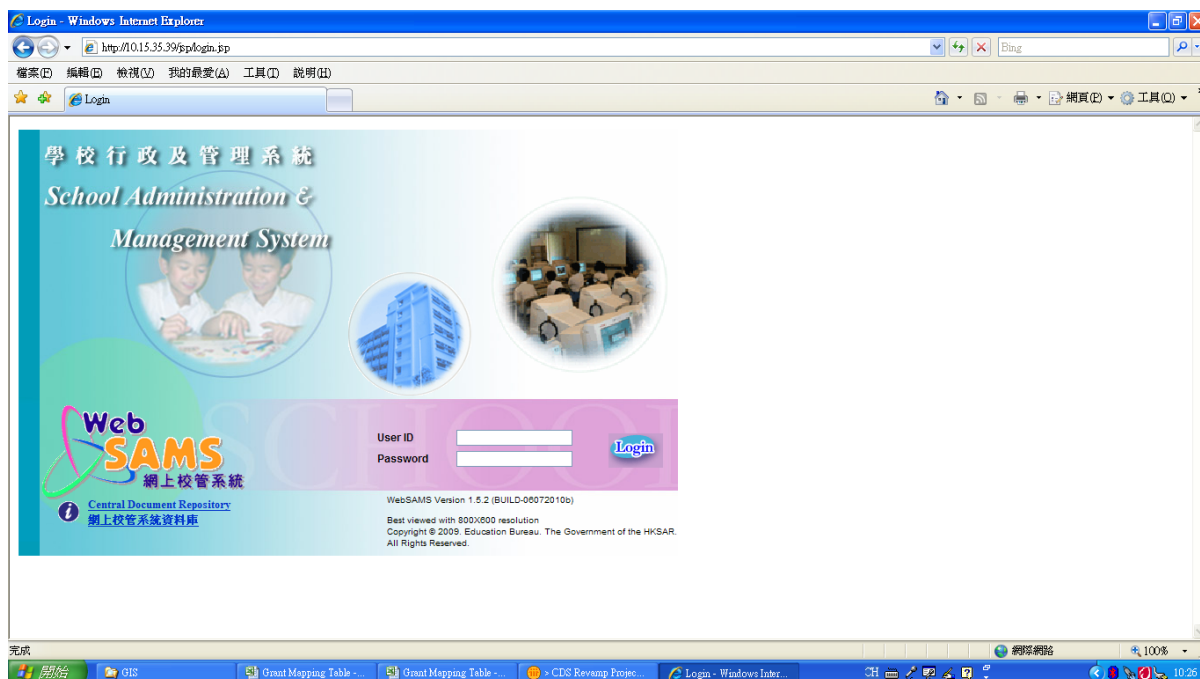 Login - Windows Internet Explorer
http://10.15.35.39/jsp/login.jsp
Bing
檔案(F) 編輯(E) 檢視(V) 我的最愛(A) 工具(T) 說明(H)
Login
網頁(P) 工具(O)
學校行政及管理系統
School Administration &
Management System
SCHOOL
Web
SAMS
網上校管系統
User ID
Password
Login
Central Document Repository
網上校管系統資料庫
WebSAMS Version 1.5.2 (BUILD-06072010b)
Best viewed with 800X600 resolution
Copyright © 2009. Education Bureau. The Government of the HKSAR.
All Rights Reserved.
完成
網際網路
100%
開始
GIS
Grant Mapping Table -...
Grant Mapping Table -...
> CDS Revamp Projec...
Login - Windows Inter...
CH
10:26